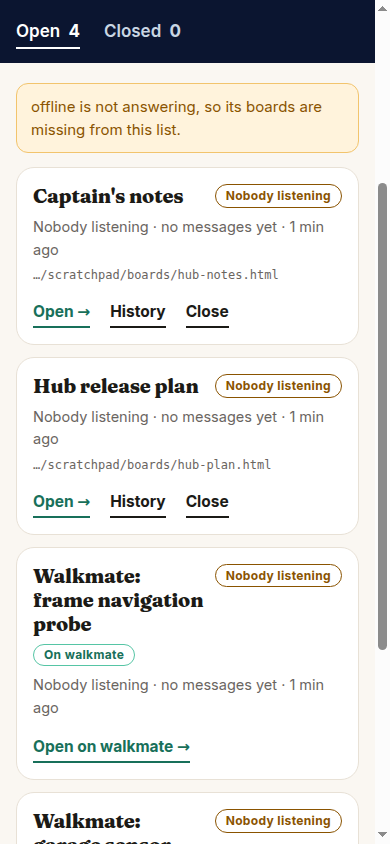 Open 4 Closed 0
offline is not answering, so its boards are
missing from this list.
Captain's notes Nobody listening
Nobody listening · no messages yet · 1 min
ago
…/scratchpad/boards/hub-notes.html
Open → History Close
Hub release plan Nobody listening
Nobody listening · no messages yet · 1 min
ago
…/scratchpad/boards/hub-plan.html
Open → History Close
Walkmate: Nobody listening
frame navigation
probe
On walkmate
Nobody listening · no messages yet · 1 min
ago
Open on walkmate →
Walkmate: Nobody listening
garage sensor